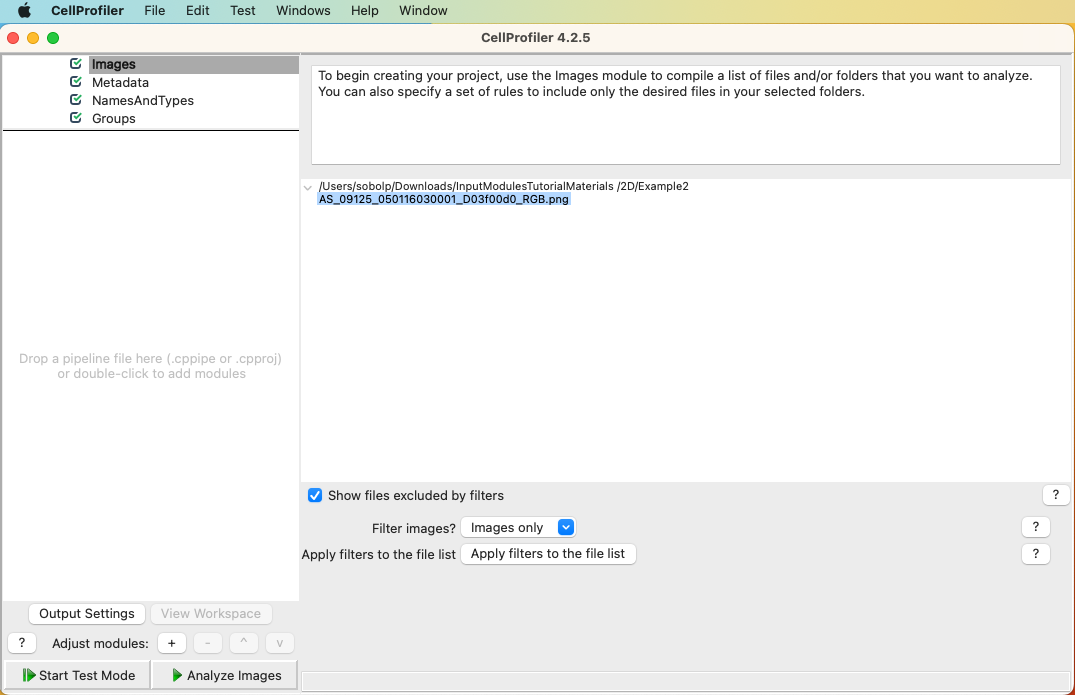 CellProfiler File Edit Test Windows Help Window
CellProfiler 4.2.5
Images
Metadata
NamesAndTypes
Groups
To begin creating your project, use the Images module to compile a list of files and/or folders that you want to analyze.
You can also specify a set of rules to include only the desired files in your selected folders.
/Users/sobolp/Downloads/InputModulesTutorialMaterials /2D/Example2
AS_09125_050116030001_D03f00d0_RGB.png
Drop a pipeline file here (.cppipe or .cpproj)
or double-click to add modules
Show files excluded by filters ?
Filter images? Images only ?
Apply filters to the file list Apply filters to the file list ?
Output Settings View Workspace
? Adjust modules: + - ^ v
Start Test Mode Analyze Images